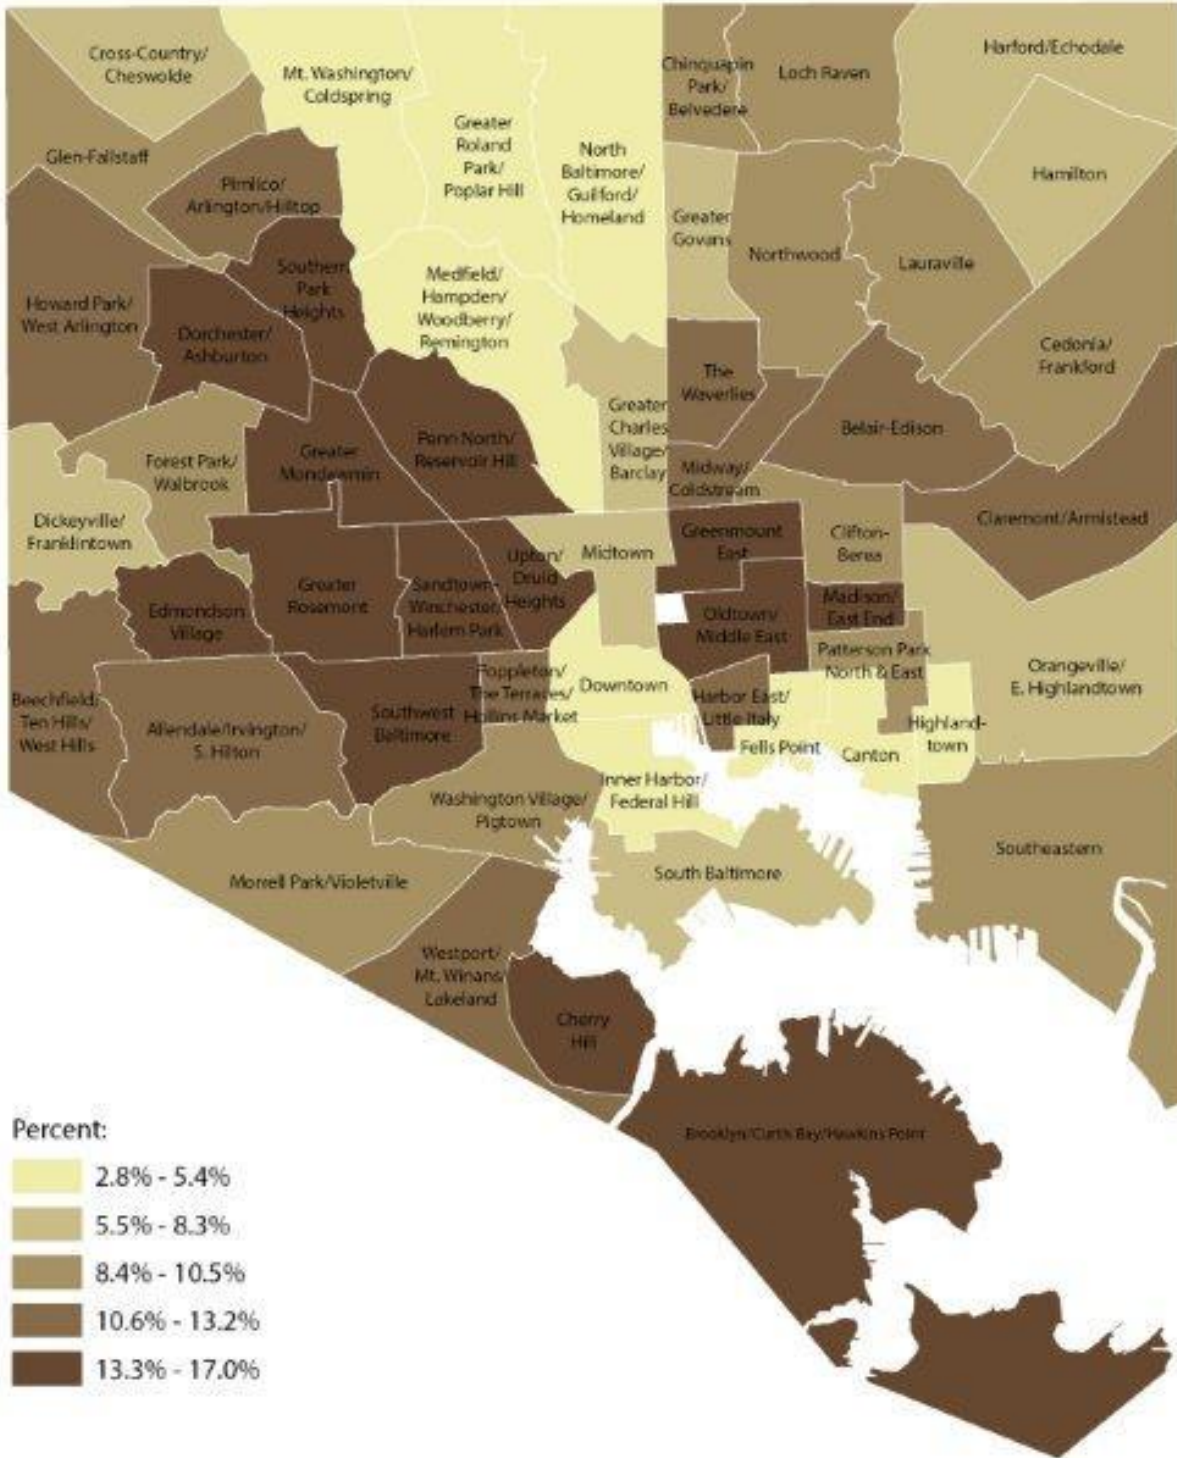 Cross-Country/
Cheswolde
Mt. Washington/
Coldspring
Greater
Roland
Park/
Poplar Hill
North
Baltimore/
Guilford/
Homeland
Chinquapin
Park/
Belvedere
Loch Raven
Harford/Echodale
Glen-Fallstaff
Pimlico/
Arlington/Hilltop
Hamilton
Greater
Govans
Northwood
Lauraville
Southern
Park
Heights
Medfield/
Hampden/
Woodberry/
Remington
Howard Park/
West Arlington
Dorchester/
Ashburton
Cedonia/
Frankford
The
Waverlies
Greater
Charles
Village/
Barclay
Belair-Edison
Forest Park/
Walbrook
Greater
Mondawmin
Penn North/
Reservoir Hill
Midway/
Coldstream
Dickeyville/
Franklintown
Midtown
Greenmount
East
Clifton-
Berea
Claremont/Armistead
Edmondson
Village
Greater
Rosemont
Sandtown-
Winchester/
Harlem Park
Upton/
Druid
Heights
Oldtown/
Middle East
Madison/
East End
Patterson Park
North & East
Orangeville/
E. Highlandtown
Beechfield/
Ten Hills/
West Hills
Allendale/Irvington/
S. Hilton
Southwest
Baltimore
Poppleton/
The Terraces/
Hollins Market
Downtown
Harbor East/
Little Italy
Fells Point
Canton
Highland-
town
Inner Harbor/
Federal Hill
Washington Village/
Pigtown
Southeastern
Morrell Park/Violetville
South Baltimore
Westport/
Mt. Winans/
Lakeland
Cherry
Hill
Brooklyn/Curtis Bay/Hawkins Point
Percent:
2.8% - 5.4%
5.5% - 8.3%
8.4% - 10.5%
10.6% - 13.2%
13.3% - 17.0%